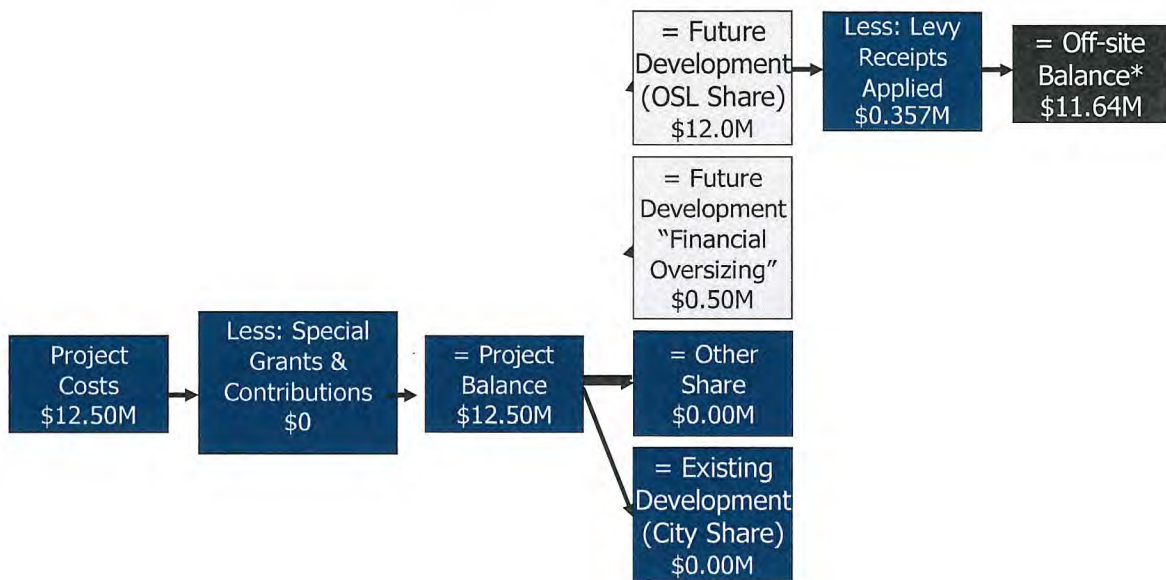 Project
Costs
$12.50M
Less: Special
Grants &
Contributions
$0
= Project
Balance
$12.50M
= Future
Development
(OSL Share)
$12.0M
Less: Levy
Receipts
Applied
$0.357M
= Off-site
Balance*
$11.64M
= Future
Development
“Financial
Oversizing”
$0.50M
= Other
Share
$0.00M
= Existing
Development
(City Share)
$0.00M